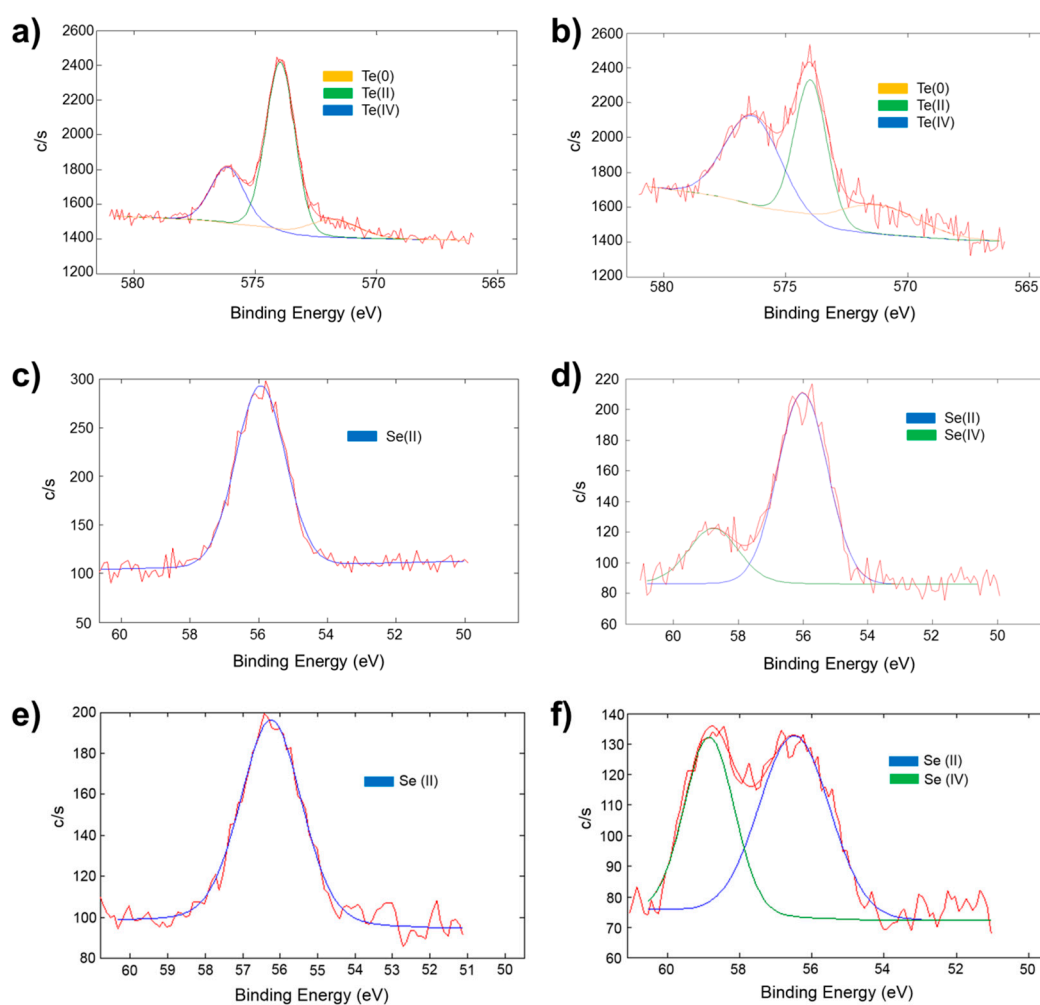 a)
2600
2400
2200
2000
1800
1600
1400
1200
c/s
Te(0)
Te(II)
Te(IV)
580
575
570
565
Binding Energy (eV)
b)
2600
2400
2200
2000
1800
1600
1400
1200
c/s
Te(0)
Te(II)
Te(IV)
580
575
570
565
Binding Energy (eV)
c)
300
250
200
150
100
50
c/s
Se(II)
60
58
56
54
52
50
Binding Energy (eV)
d)
220
200
180
160
140
120
100
80
60
c/s
Se(II)
Se(IV)
60
58
56
54
52
50
Binding Energy (eV)
e)
200
180
160
140
120
100
80
c/s
Se (II)
60
59
58
57
56
55
54
53
52
51
50
Binding Energy (eV)
f)
140
130
120
110
100
90
80
70
60
c/s
Se (II)
Se (IV)
60
58
56
54
52
50
Binding Energy (eV)